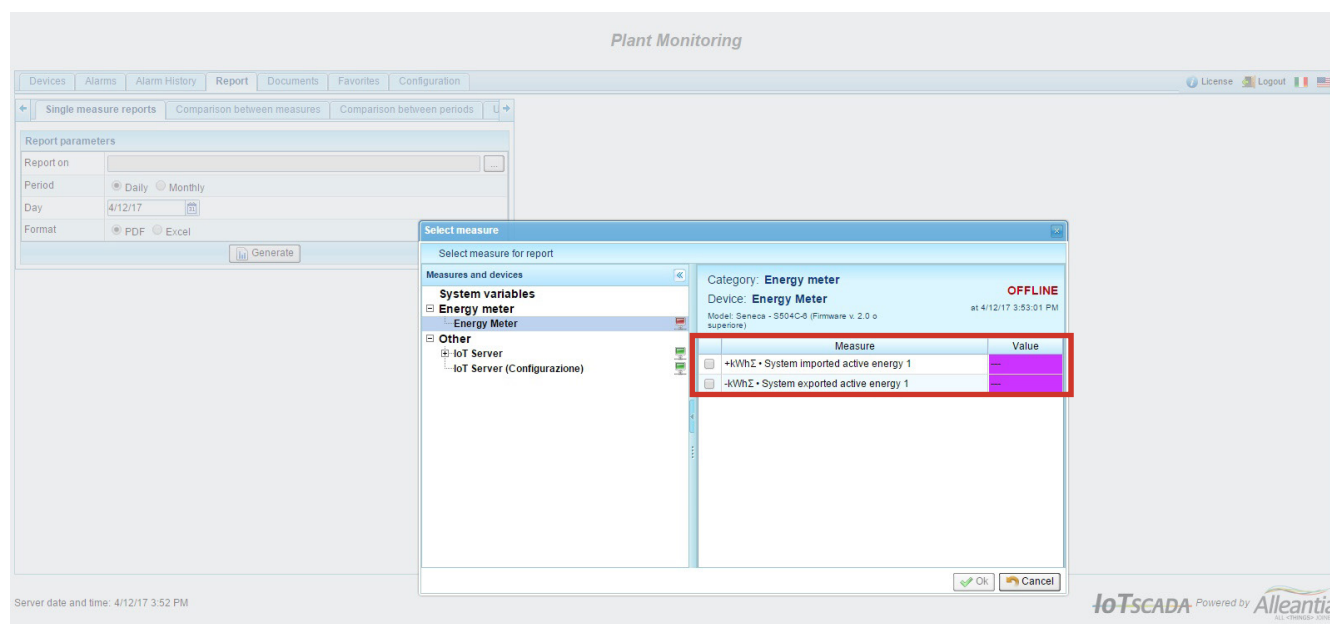 Plant Monitoring
Devices Alarms Alarm History Report Documents Favorites Configuration License Logout
Single measure reports Comparison between measures Comparison between periods U
Report parameters
Report on ...
Period Daily Monthly
Day 4/12/17
Format PDF Excel
Generate
Select measure
Select measure for report
Measures and devices
System variables
Energy meter
Energy Meter
Other
IoT Server
IoT Server (Configurazione)
Category: Energy meter
Device: Energy Meter
Model: Seneca - S504C-6 (Firmware v. 2.0 o
superiore)
OFFLINE
at 4/12/17 3:53:01 PM
Measure Value
+kWhΣ • System imported active energy 1 —
-kWhΣ • System exported active energy 1 —
Ok Cancel
Server date and time: 4/12/17 3:52 PM
IoTSCADA Powered by Alleantia